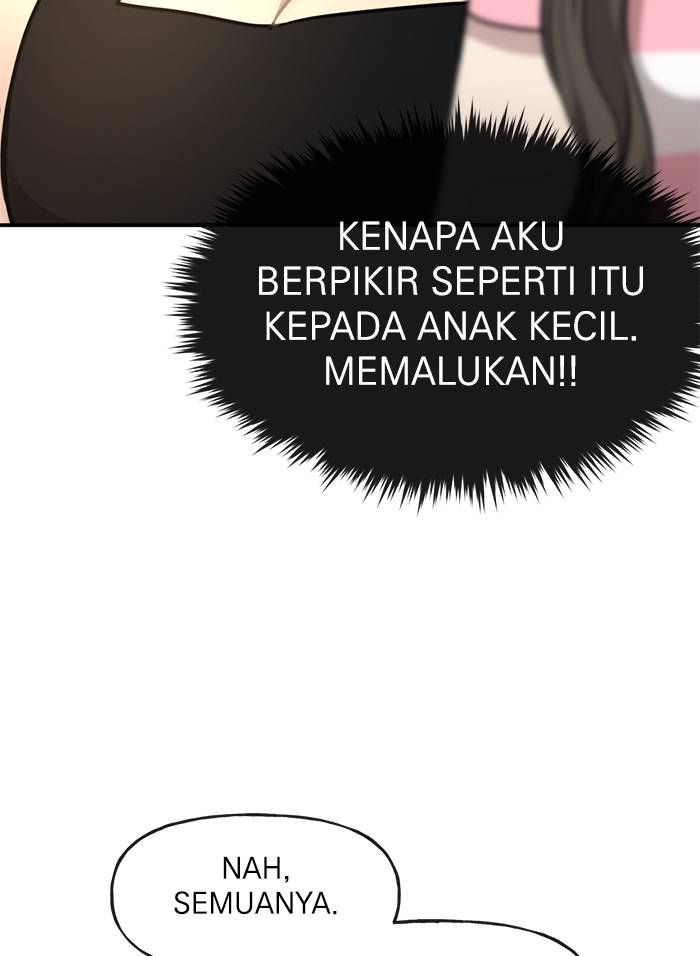 KENAPA AKU
BERPIKIR SEPERTI ITU
KEPADA ANAK KECIL.
MEMALUKAN!!
NAH,
SEMUANYA.